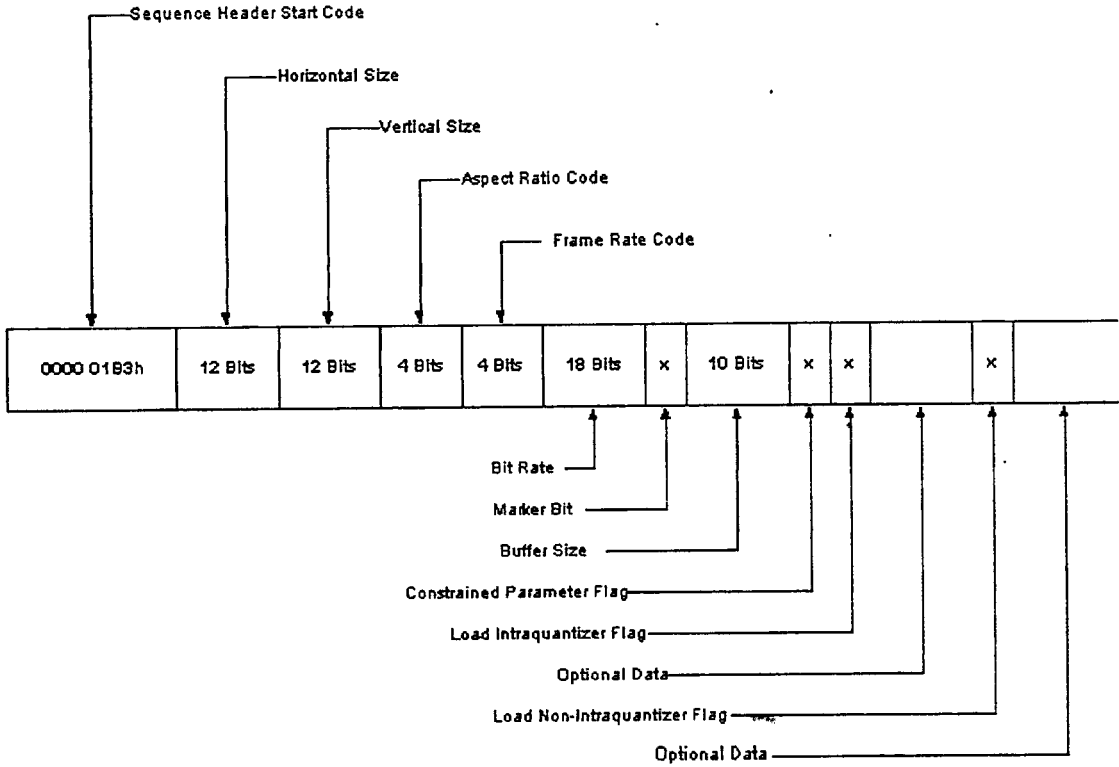 Sequence Header Start Code
Horizontal Size
Vertical Size
Aspect Ratio Code
Frame Rate Code
0000 01B3h 12 Bits 12 Bits 4 Bits 4 Bits 18 Bits x 10 Bits x x x
Bit Rate
Marker Bit
Buffer Size
Constrained Parameter Flag
Load Intraquantizer Flag
Optional Data
Load Non-Intraquantizer Flag
Optional Data